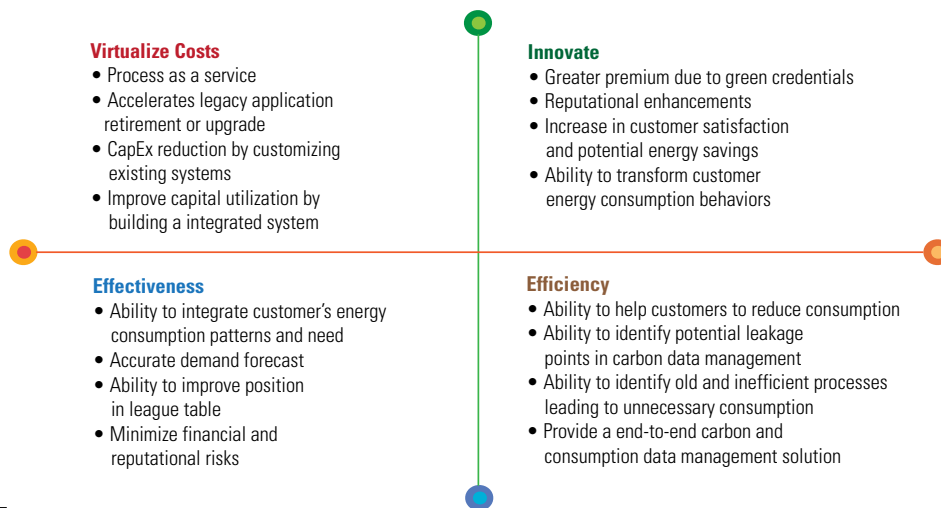 Virtualize Costs
• Process as a service
• Accelerates legacy application
retirement or upgrade
• CapEx reduction by customizing
existing systems
• Improve capital utilization by
building a integrated system
Innovate
• Greater premium due to green credentials
• Reputational enhancements
• Increase in customer satisfaction
and potential energy savings
• Ability to transform customer
energy consumption behaviors
Effectiveness
• Ability to integrate customer's energy
consumption patterns and need
• Accurate demand forecast
• Ability to improve position
in league table
• Minimize financial and
reputational risks
Efficiency
• Ability to help customers to reduce consumption
• Ability to identify potential leakage
points in carbon data management
• Ability to identify old and inefficient processes
leading to unnecessary consumption
• Provide a end-to-end carbon and
consumption data management solution